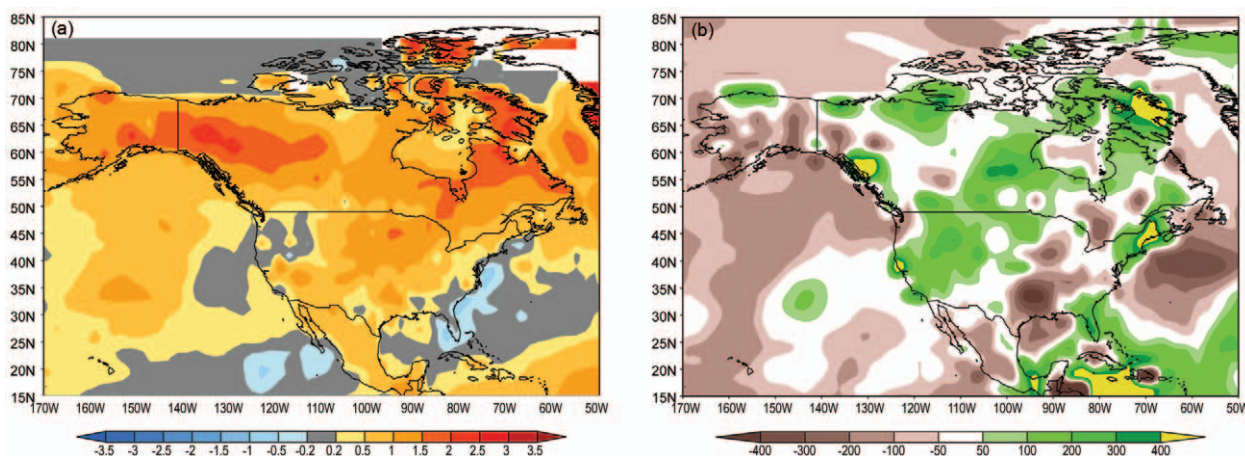 (a)
85N
80N
75N
70N
65N
60N
55N
50N
45N
40N
35N
30N
25N
20N
15N
170W 160W 150W 140W 130W 120W 110W 100W 90W 80W 70W 60W 50W
-3.5 -3 -2.5 -2 -1.5 -1 -0.5 -0.2 0.2 0.5 1 1.5 2 2.5 3 3.5
(b)
85N
80N
75N
70N
65N
60N
55N
50N
45N
40N
35N
30N
25N
20N
15N
170W 160W 150W 140W 130W 120W 110W 100W 90W 80W 70W 60W 50W
-400 -300 -200 -100 -50 50 100 200 300 400